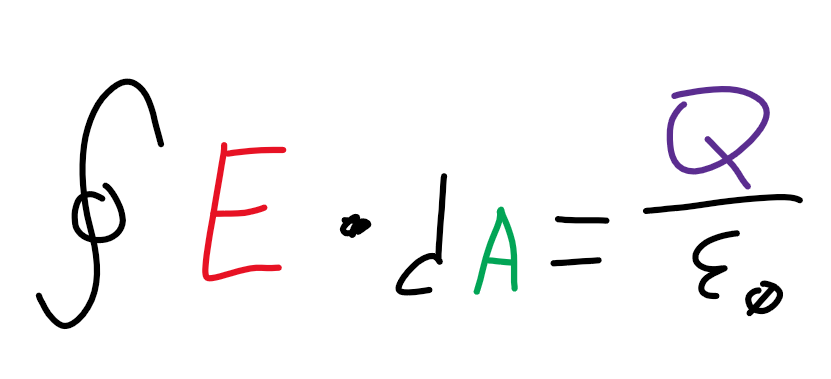 ∮ E · dA = Q/ε₀